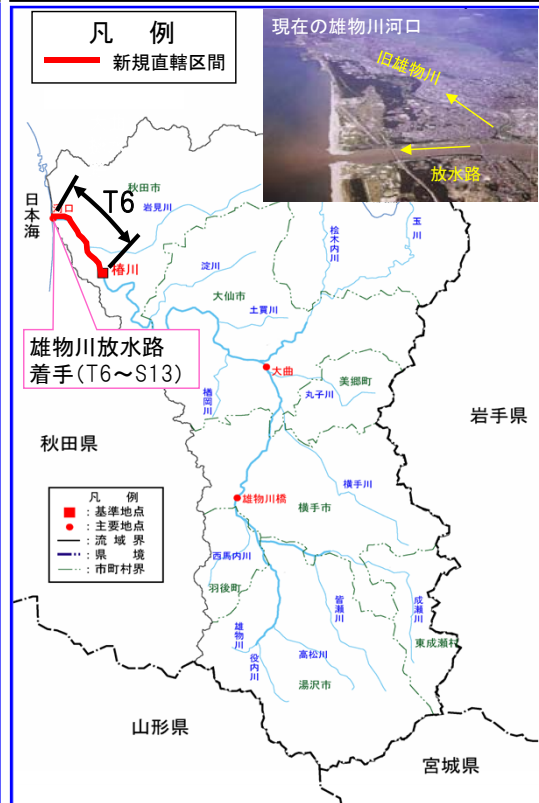 凡 例
新規直轄区間
現在の雄物川河口
旧雄物川
放水路
日本海
河口
T6
秋田市
岩見川
椿川
淀川
大仙市
土買川
桧木内川
玉川
雄物川放水路
着手(T6～S13)
大曲
美郷町
丸子川
楢岡川
岩手県
秋田県
雄物川橋
横手川
横手市
凡 例
：基準地点
：主要地点
：流域界
：県 境
：市町村界
西馬内川
羽後町
皆瀬川
成瀬川
東成瀬村
雄物川
役内川
高松川
湯沢市
山形県
宮城県